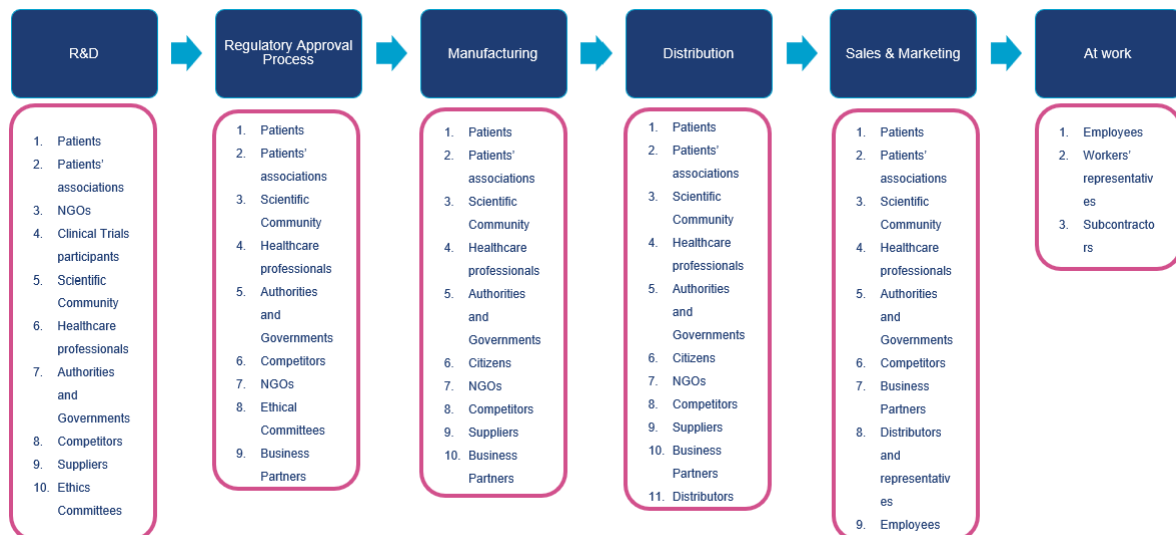 R&D
Regulatory Approval
Process
Manufacturing
Distribution
Sales & Marketing
At work
1. Patients
2. Patients'
associations
3. NGOs
4. Clinical Trials
participants
5. Scientific
Community
6. Healthcare
professionals
7. Authorities
and
Governments
8. Competitors
9. Suppliers
10. Ethics
Committees
1. Patients
2. Patients'
associations
3. Scientific
Community
4. Healthcare
professionals
5. Authorities
and
Governments
6. Competitors
7. NGOs
8. Ethical
Committees
9. Business
Partners
1. Patients
2. Patients'
associations
3. Scientific
Community
4. Healthcare
professionals
5. Authorities
and
Governments
6. Citizens
7. NGOs
8. Competitors
9. Suppliers
10. Business
Partners
1. Patients
2. Patients'
associations
3. Scientific
Community
4. Healthcare
professionals
5. Authorities
and
Governments
6. Citizens
7. NGOs
8. Competitors
9. Suppliers
10. Business
Partners
11. Distributors
1. Patients
2. Patients'
associations
3. Scientific
Community
4. Healthcare
professionals
5. Authorities
and
Governments
6. Competitors
7. Business
Partners
8. Distributors
and
representativ
es
9. Employees
1. Employees
2. Workers'
representativ
es
3. Subcontracto
rs